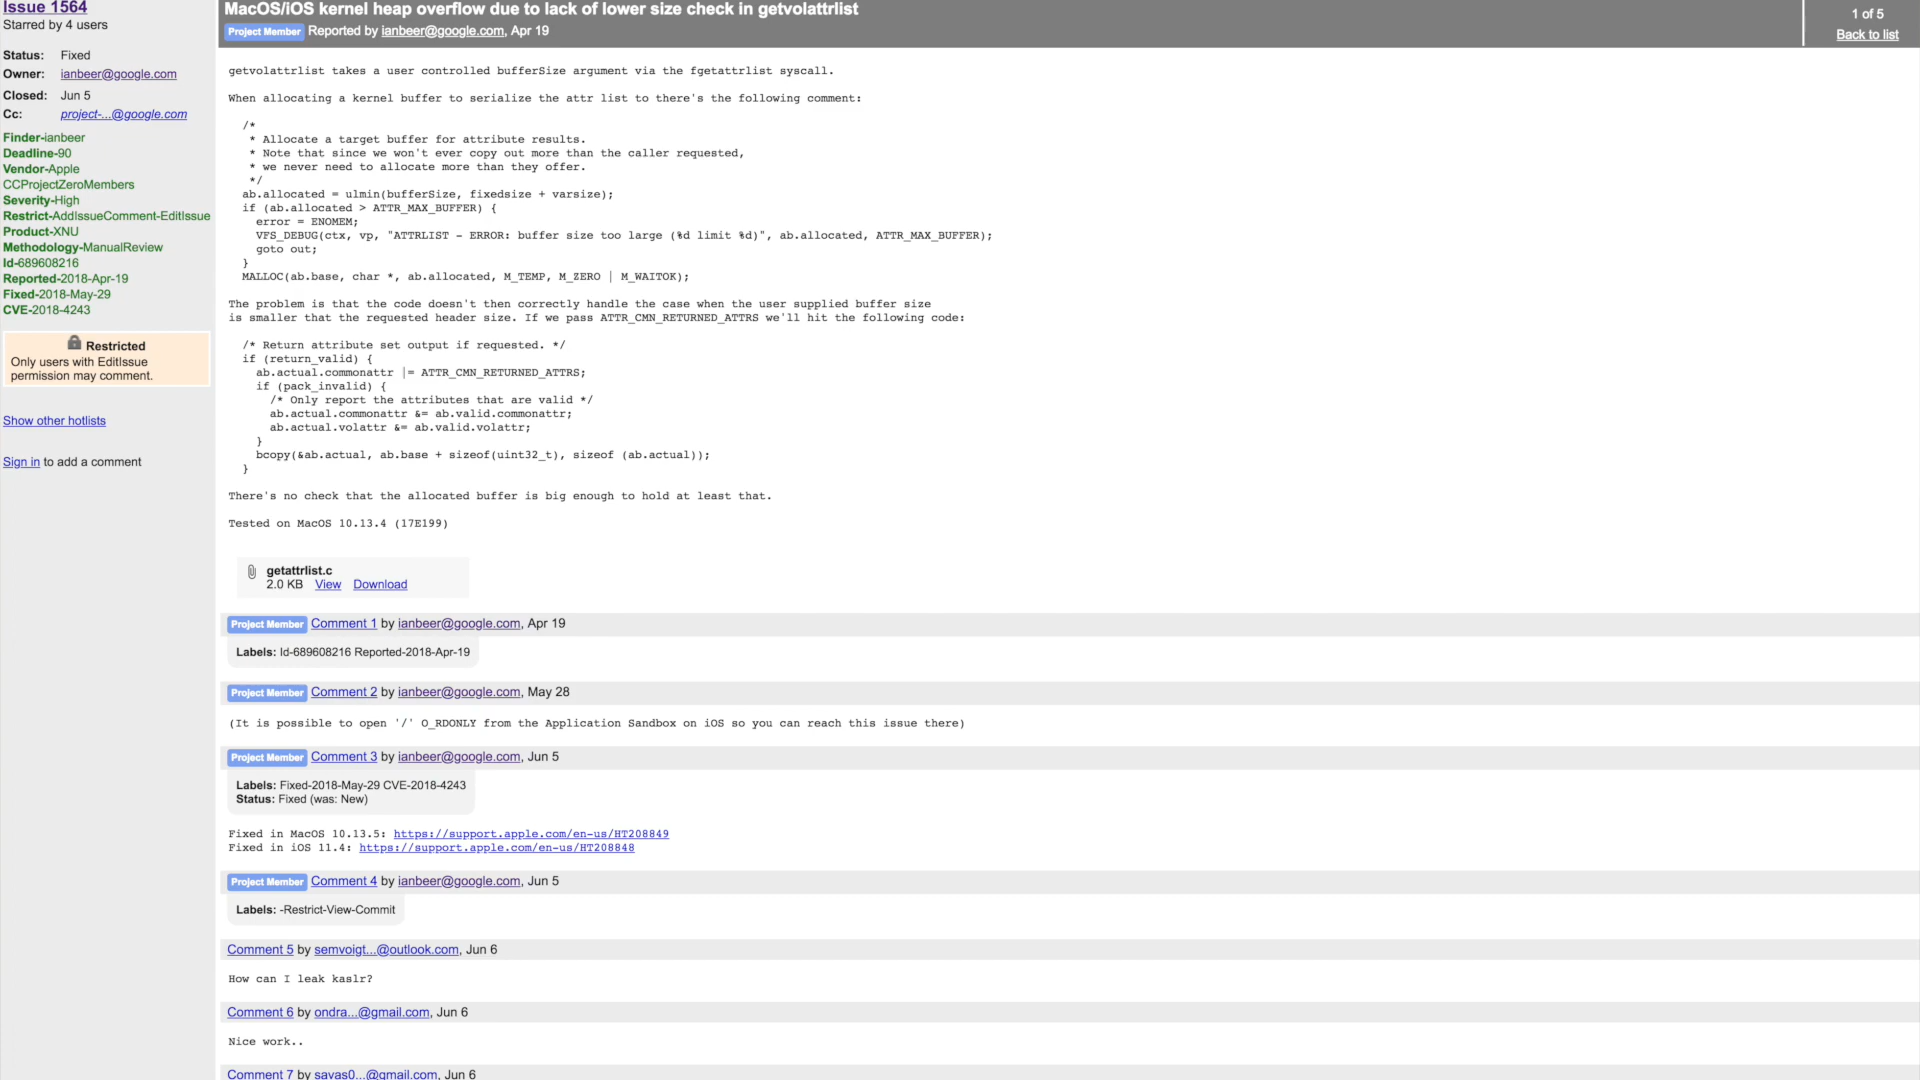 Issue 1564
Starred by 4 users
Status: Fixed
Owner: ianbeer@google.com
Closed: Jun 5
Cc: project-...@google.com
Finder-ianbeer
Deadline-90
Vendor-Apple
CCProjectZeroMembers
Severity-High
Restrict-AddIssueComment-EditIssue
Product-XNU
Methodology-ManualReview
Id-689608216
Reported-2018-Apr-19
Fixed-2018-May-29
CVE-2018-4243
Restricted
Only users with EditIssue
permission may comment.
Show other hotlists
Sign in to add a comment
MacOS/iOS kernel heap overflow due to lack of lower size check in getvolattrlist
Project Member Reported by ianbeer@google.com, Apr 19
1 of 5
Back to list
getvolattrlist takes a user controlled bufferSize argument via the fgetattrlist syscall.
When allocating a kernel buffer to serialize the attr list to there's the following comment:
/*
* Allocate a target buffer for attribute results.
* Note that since we won't ever copy out more than the caller requested,
* we never need to allocate more than they offer.
*/
ab.allocated = ulmin(bufferSize, fixedsize + varsize);
if (ab.allocated > ATTR_MAX_BUFFER) {
error = ENOMEM;
VFS_DEBUG(ctx, vp, "ATTRLIST - ERROR: buffer size too large (%d limit %d)", ab.allocated, ATTR_MAX_BUFFER);
goto out;
}
MALLOC(ab.base, char *, ab.allocated, M_TEMP, M_ZERO | M_WAITOK);
The problem is that the code doesn't then correctly handle the case when the user supplied buffer size
is smaller that the requested header size. If we pass ATTR_CMN_RETURNED_ATTRS we'll hit the following code:
/* Return attribute set output if requested. */
if (return_valid) {
ab.actual.commonattr |= ATTR_CMN_RETURNED_ATTRS;
if (pack_invalid) {
/* Only report the attributes that are valid */
ab.actual.commonattr &= ab.valid.commonattr;
ab.actual.volattr &= ab.valid.volattr;
}
bcopy(&ab.actual, ab.base + sizeof(uint32_t), sizeof (ab.actual));
}
There's no check that the allocated buffer is big enough to hold at least that.
Tested on MacOS 10.13.4 (17E199)
getattrlist.c
2.0 KB View Download
Project Member Comment 1 by ianbeer@google.com, Apr 19
Labels: Id-689608216 Reported-2018-Apr-19
Project Member Comment 2 by ianbeer@google.com, May 28
(It is possible to open '/' O_RDONLY from the Application Sandbox on iOS so you can reach this issue there)
Project Member Comment 3 by ianbeer@google.com, Jun 5
Labels: Fixed-2018-May-29 CVE-2018-4243
Status: Fixed (was: New)
Fixed in MacOS 10.13.5: https://support.apple.com/en-us/HT208849
Fixed in iOS 11.4: https://support.apple.com/en-us/HT208848
Project Member Comment 4 by ianbeer@google.com, Jun 5
Labels: -Restrict-View-Commit
Comment 5 by semvoigt...@outlook.com, Jun 6
How can I leak kaslr?
Comment 6 by ondra...@gmail.com, Jun 6
Nice work..
Comment 7 by savas0...@gmail.com, Jun 6